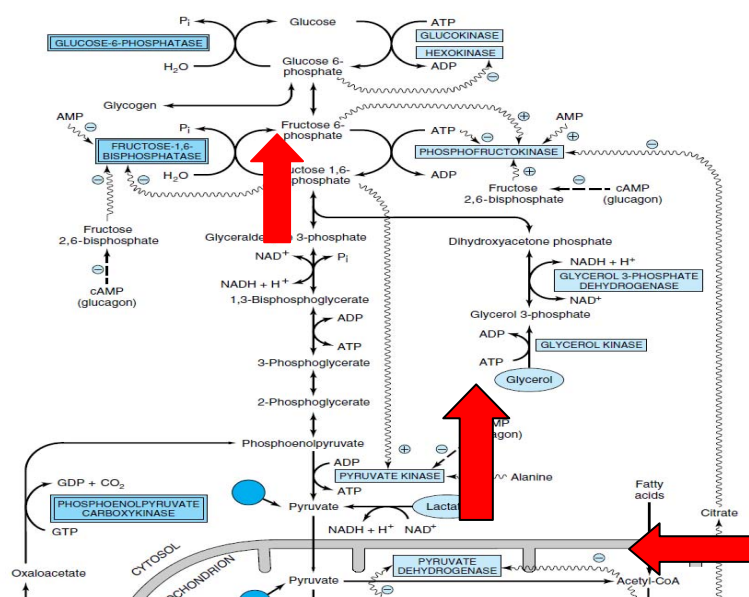 Pi
Glucose
ATP
GLUCOSE-6-PHOSPHATASE
GLUCOKINASE
HEXOKINASE
H2O
Glucose 6-
phosphate
ADP
⊖
Glycogen
AMP
⊖
Pi
Fructose 6-
phosphate
ATP
⊖
⊕
AMP
⊕
⊖
FRUCTOSE-1,6-
BISPHOSPHATASE
PHOSPHOFRUCTOKINASE
⊖
⊖
H2O
1,6-
phosphate
ADP
⊕
Fructose
2,6-bisphosphate
⊖
cAMP
(glucagon)
Fructose
2,6-bisphosphate
3-phosphate
Dihydroxyacetone phosphate
⊖
NAD+
Pi
NADH + H+
cAMP
(glucagon)
NADH + H+
GLYCEROL 3-PHOSPHATE
DEHYDROGENASE
1,3-Bisphosphoglycerate
NAD+
ADP
Glycerol 3-phosphate
ATP
ADP
GLYCEROL KINASE
3-Phosphoglycerate
ATP
Glycerol
2-Phosphoglycerate
Phosphoenolpyruvate
⊕
⊖
ADP
PYRUVATE KINASE
Alanine
GDP + CO2
ATP
Fatty
acids
PHOSPHOENOLPYRUVATE
CARBOXYKINASE
Pyruvate
Citrate
GTP
NADH + H+
NAD+
CYTOSOL
Oxaloacetate
PYRUVATE
DEHYDROGENASE
⊖
Pyruvate
⊖
Acetyl-CoA